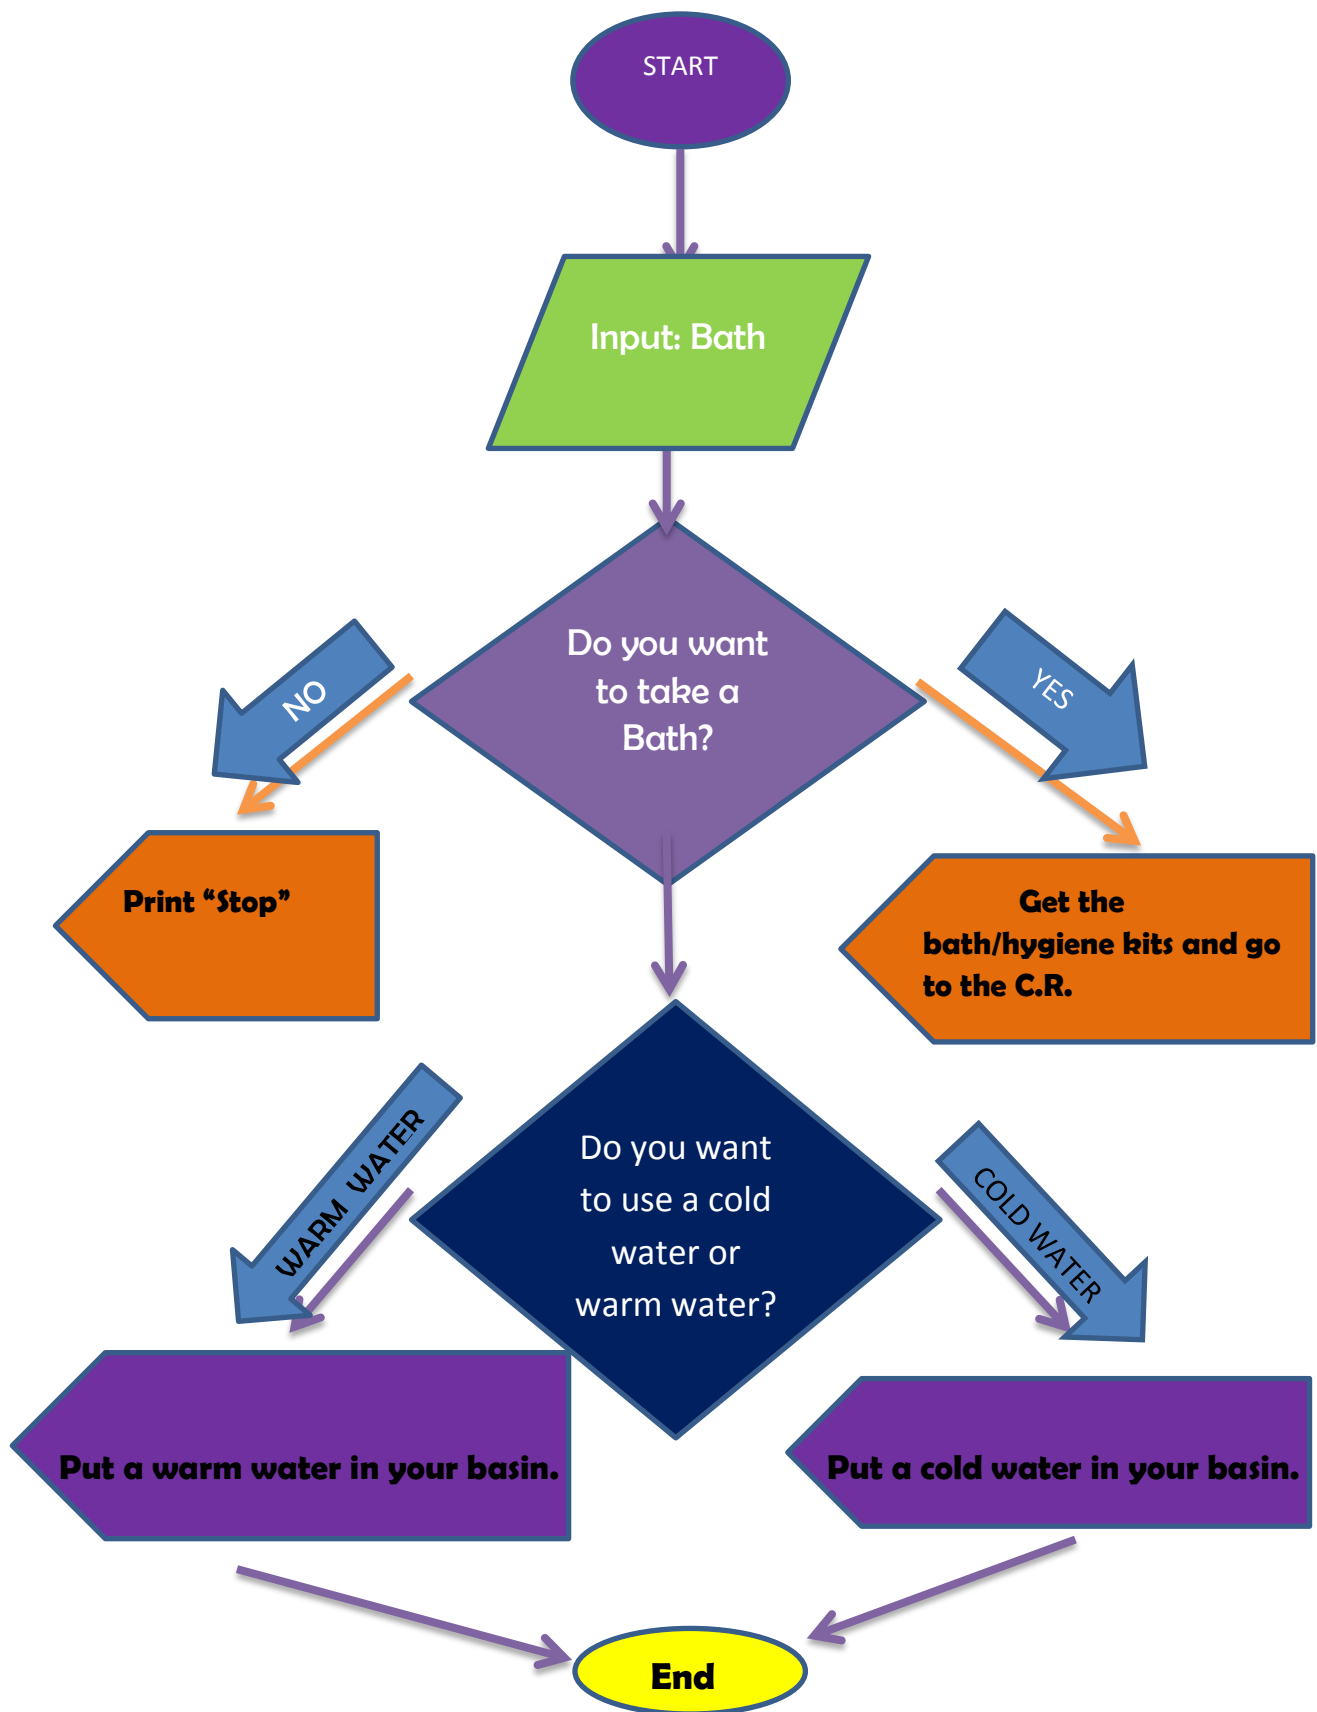 START
Input: Bath
Do you want
to take a
Bath?
NO
YES
Print “Stop”
Get the
bath/hygiene kits and go
to the C.R.
Do you want
to use a cold
water or
warm water?
WARM WATER
COLD WATER
Put a warm water in your basin.
Put a cold water in your basin.
End